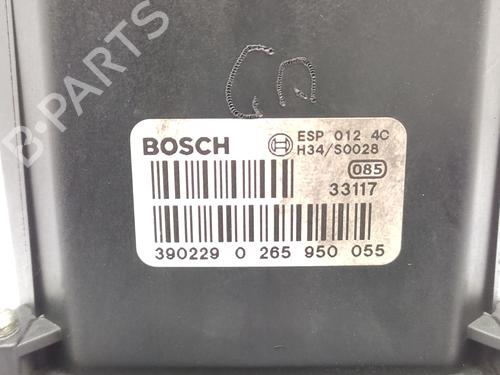 B-PARTS
BOSCH
ESP 012 4C
H34/S0028
085
33117
390229 0 265 950 055